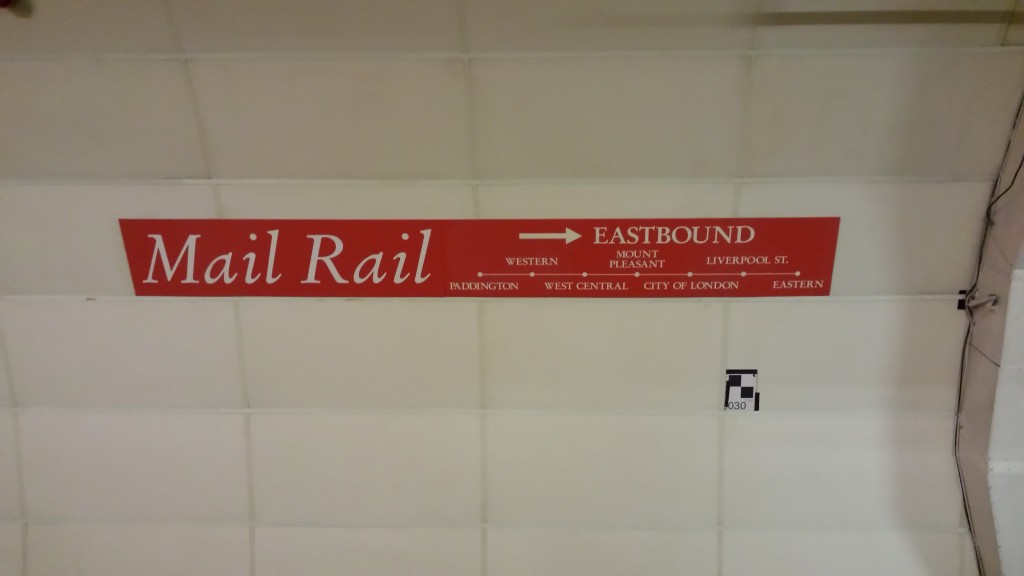 Mail Rail
EASTBOUND
WESTERN
MOUNT
PLEASANT
LIVERPOOL ST.
PADDINGTON
WEST CENTRAL
CITY OF LONDON
EASTERN
030